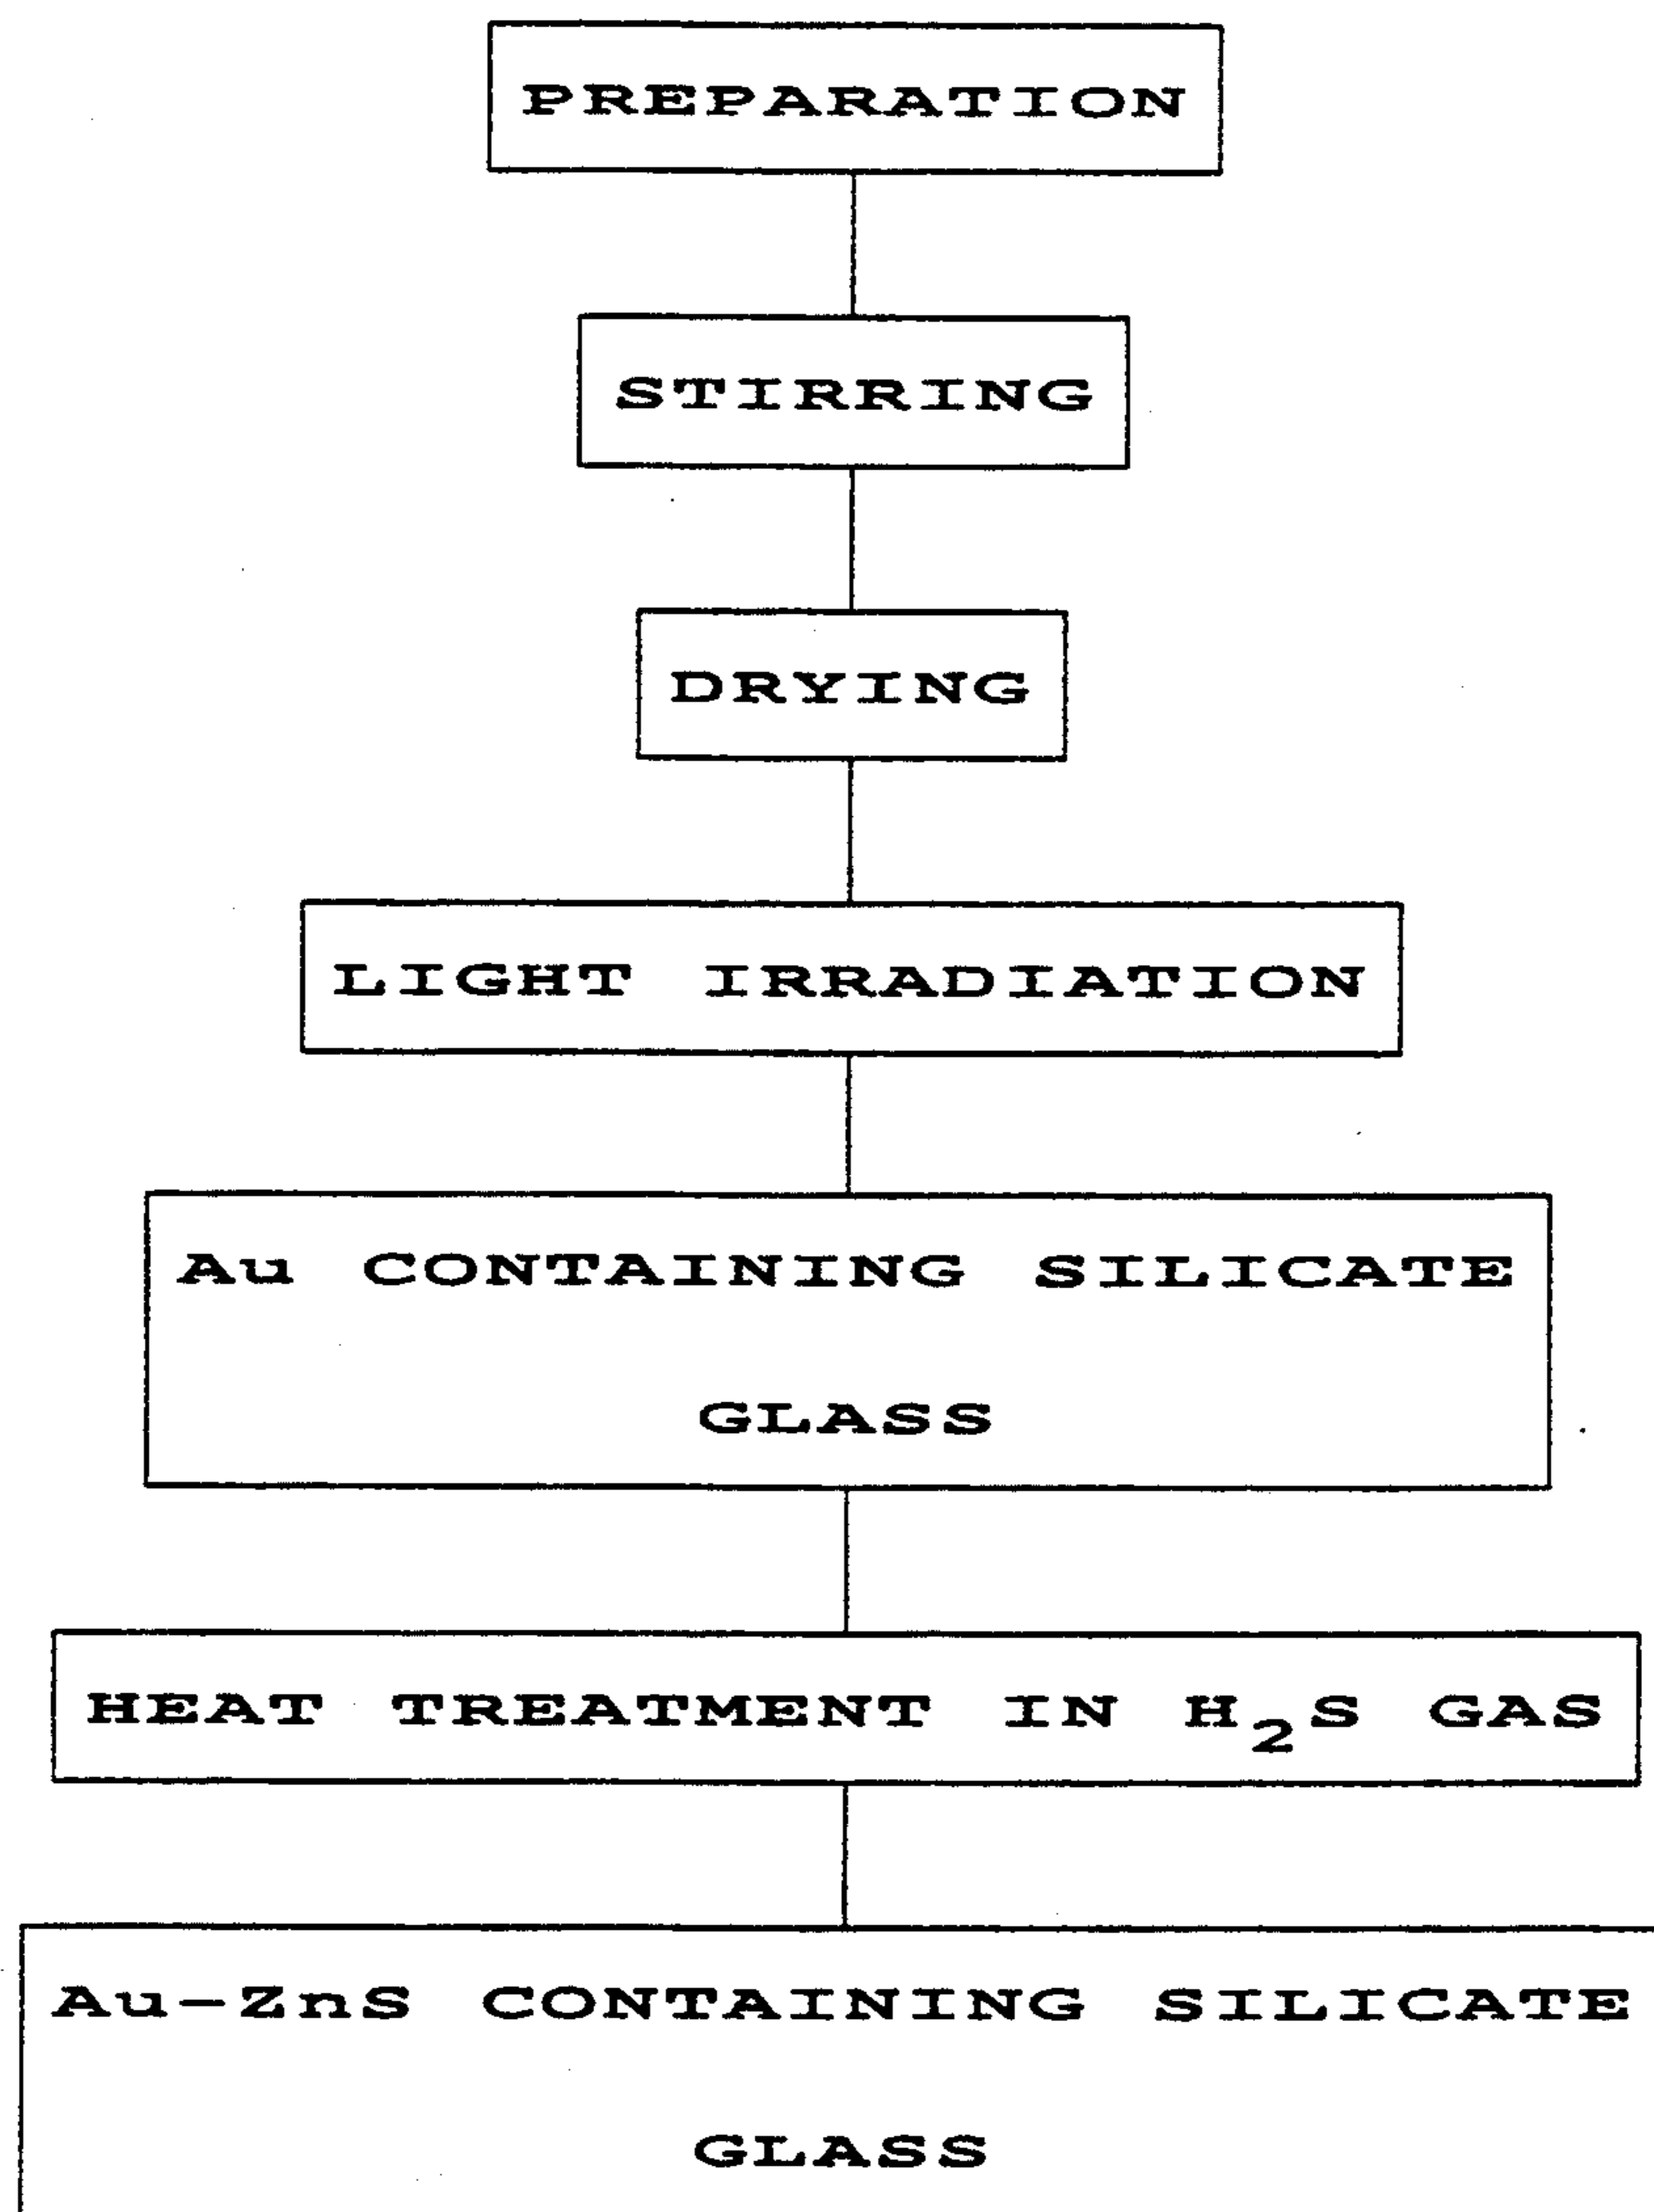 PREPARATION
STIRRING
DRYING
LIGHT IRRADIATION
Au CONTAINING SILICATE
GLASS
HEAT TREATMENT IN H₂S GAS
Au-ZnS CONTAINING SILICATE
GLASS